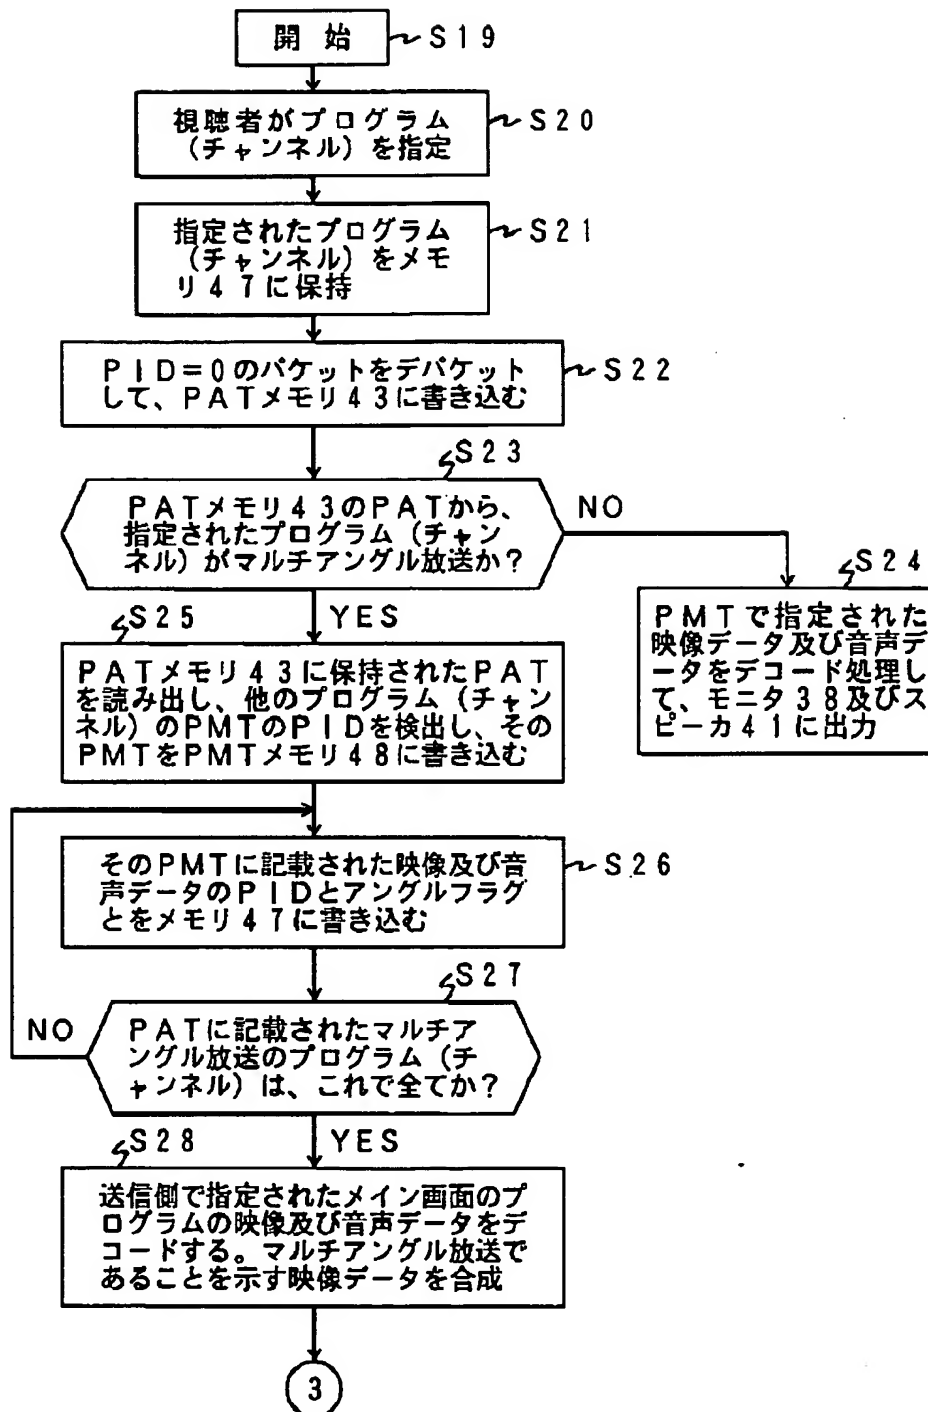 開 始
S19
視聴者がプログラム
(チャンネル)を指定
S20
指定されたプログラム
(チャンネル)をメモ
リ47に保持
S21
PID=0のパケットをデパケット
して、PATメモリ43に書き込む
S22
S23
PATメモリ43のPATから、
指定されたプログラム(チャン
ネル)がマルチアングル放送か?
NO
S24
PMTで指定された
映像データ及び音声デ
ータをデコード処理し
て、モニタ38及びス
ピーカ41に出力
S25
YES
PATメモリ43に保持されたPAT
を読み出し、他のプログラム(チャン
ネル)のPMTのPIDを検出し、その
PMTをPMTメモリ48に書き込む
そのPMTに記載された映像及び音
声データのPIDとアングルフラグ
とをメモリ47に書き込む
S26
S27
NO
PATに記載されたマルチア
ングル放送のプログラム(チ
ャンネル)は、これで全てか?
S28
YES
送信側で指定されたメイン画面のプ
ログラムの映像及び音声データをデ
コードする。マルチアングル放送で
あることを示す映像データを合成
3